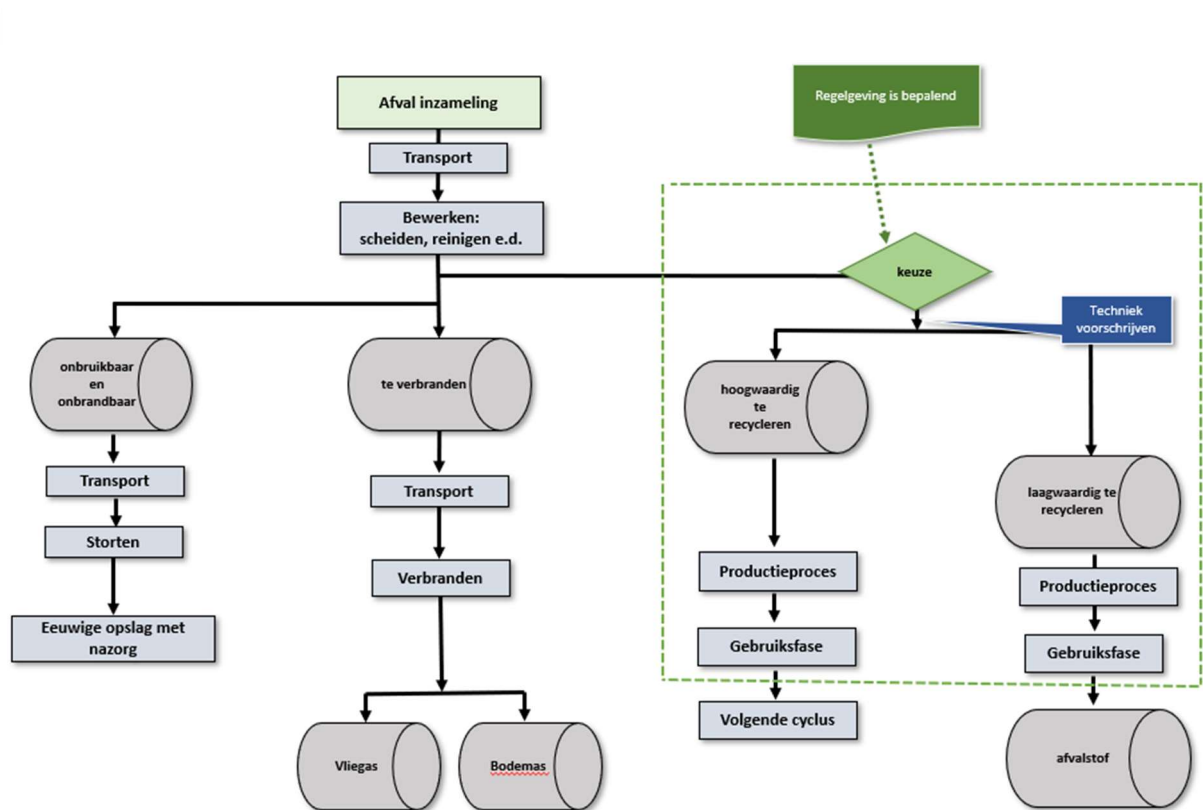 Afval inzameling
Transport
Bewerken:
scheiden, reinigen e.d.
onbruikbaar
en
onbrandbaar
Transport
Storten
Eeuwige opslag met
nazorg
te verbranden
Transport
Verbranden
Vliegas
Bodemas
Regelgeving is bepalend
keuze
Techniek
voorschrijven
hoogwaardig
te
recycleren
Productieproces
Gebruiksfase
Volgende cyclus
laagwaardig te
recycleren
Productieproces
Gebruiksfase
afvalstof